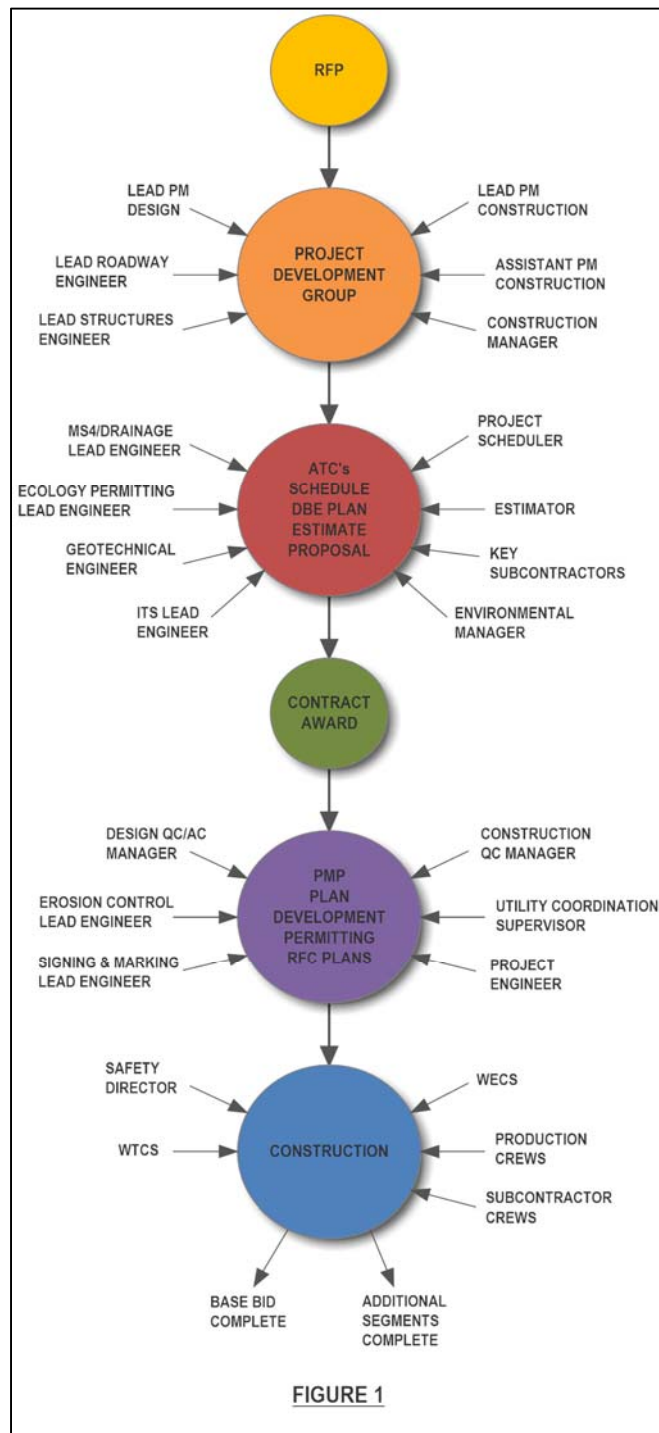 RFP
LEAD PM
DESIGN
LEAD ROADWAY
ENGINEER
LEAD STRUCTURES
ENGINEER
PROJECT
DEVELOPMENT
GROUP
LEAD PM
CONSTRUCTION
ASSISTANT PM
CONSTRUCTION
CONSTRUCTION
MANAGER
MS4/DRAINAGE
LEAD ENGINEER
ECOLOGY PERMITTING
LEAD ENGINEER
GEOTECHNICAL
ENGINEER
ITS LEAD
ENGINEER
ATC's
SCHEDULE
DBE PLAN
ESTIMATE
PROPOSAL
PROJECT
SCHEDULER
ESTIMATOR
KEY
SUBCONTRACTORS
ENVIRONMENTAL
MANAGER
CONTRACT
AWARD
DESIGN QC/AC
MANAGER
EROSION CONTROL
LEAD ENGINEER
SIGNING & MARKING
LEAD ENGINEER
PMP
PLAN
DEVELOPMENT
PERMITTING
RFC PLANS
CONSTRUCTION
QC MANAGER
UTILITY COORDINATION
SUPERVISOR
PROJECT
ENGINEER
SAFETY
DIRECTOR
WTCS
CONSTRUCTION
WECS
PRODUCTION
CREWS
SUBCONTRACTOR
CREWS
BASE BID
COMPLETE
ADDITIONAL
SEGMENTS
COMPLETE
FIGURE 1